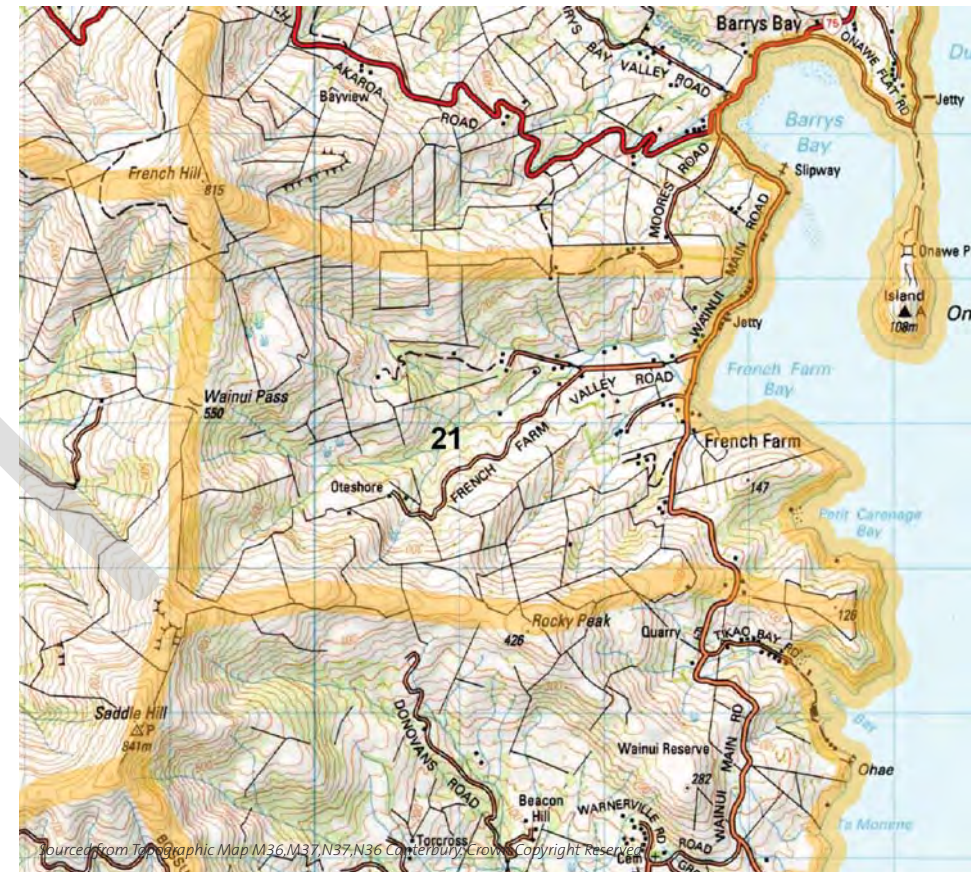 Barrys Bay
75
ONAWE FLAT RD
BAY VALLEY ROAD
Stream
AKAROA ROAD
Bayview
Jetty
Barrys Bay
Slipway
French Hill
815
MOORES ROAD
WAINUI MAIN ROAD
Onawe P
Island
A
108m
On
Jetty
French Farm Bay
Wainui Pass
550
FRENCH FARM VALLEY ROAD
21
French Farm
Oteshore
147
Petit Carenage Bay
Rocky Peak
426
126
Quarry
TIKAO BAY RD
Saddle Hill
P
841m
DONOVANS ROAD
Wainui Reserve
282
WAINUI MAIN RD
Ohae
Beacon Hill
WARNERVILLE RD
Te Momine
Torcross
Cem
ROAD
Sourced from Topographic Map M36,M37,N37,N36 Canterbury,Crown Copyright Reserved